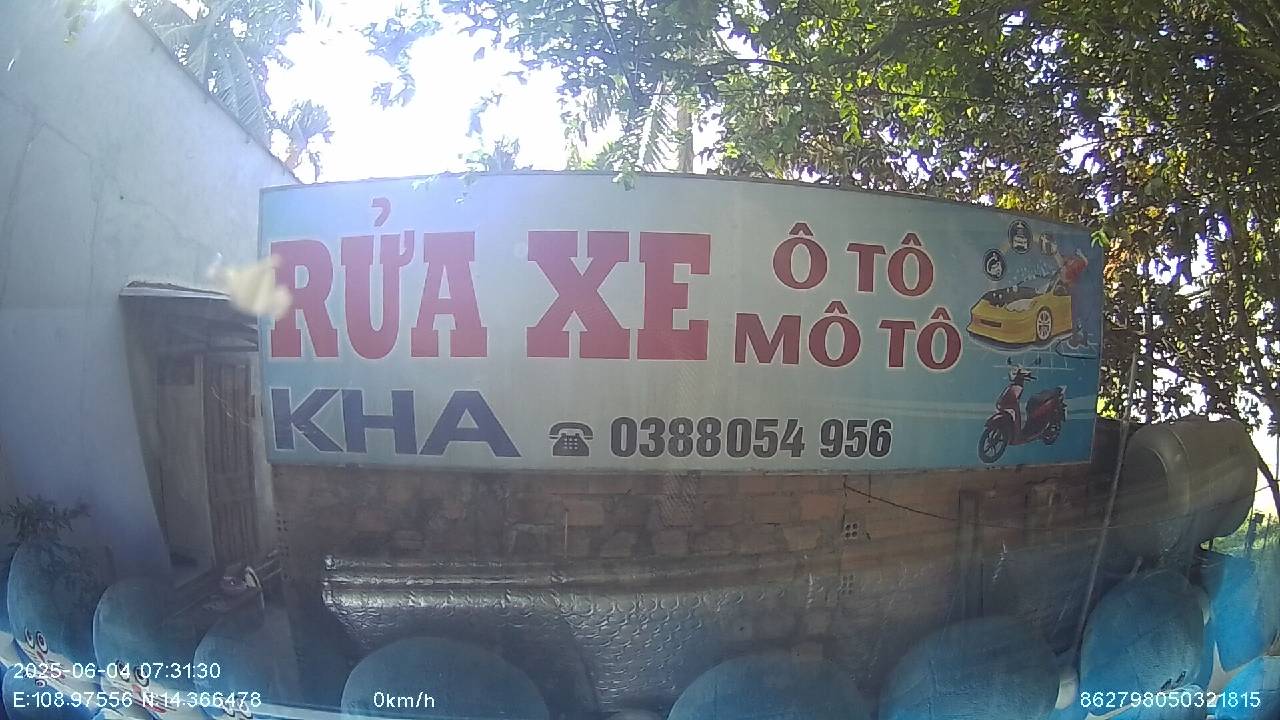 RỬA XE
Ô TÔ
MÔ TÔ
KHA
0388054 956
2025-06-04 07:31:30
E:108.97556 N:14.366478
0km/h
862798050321815